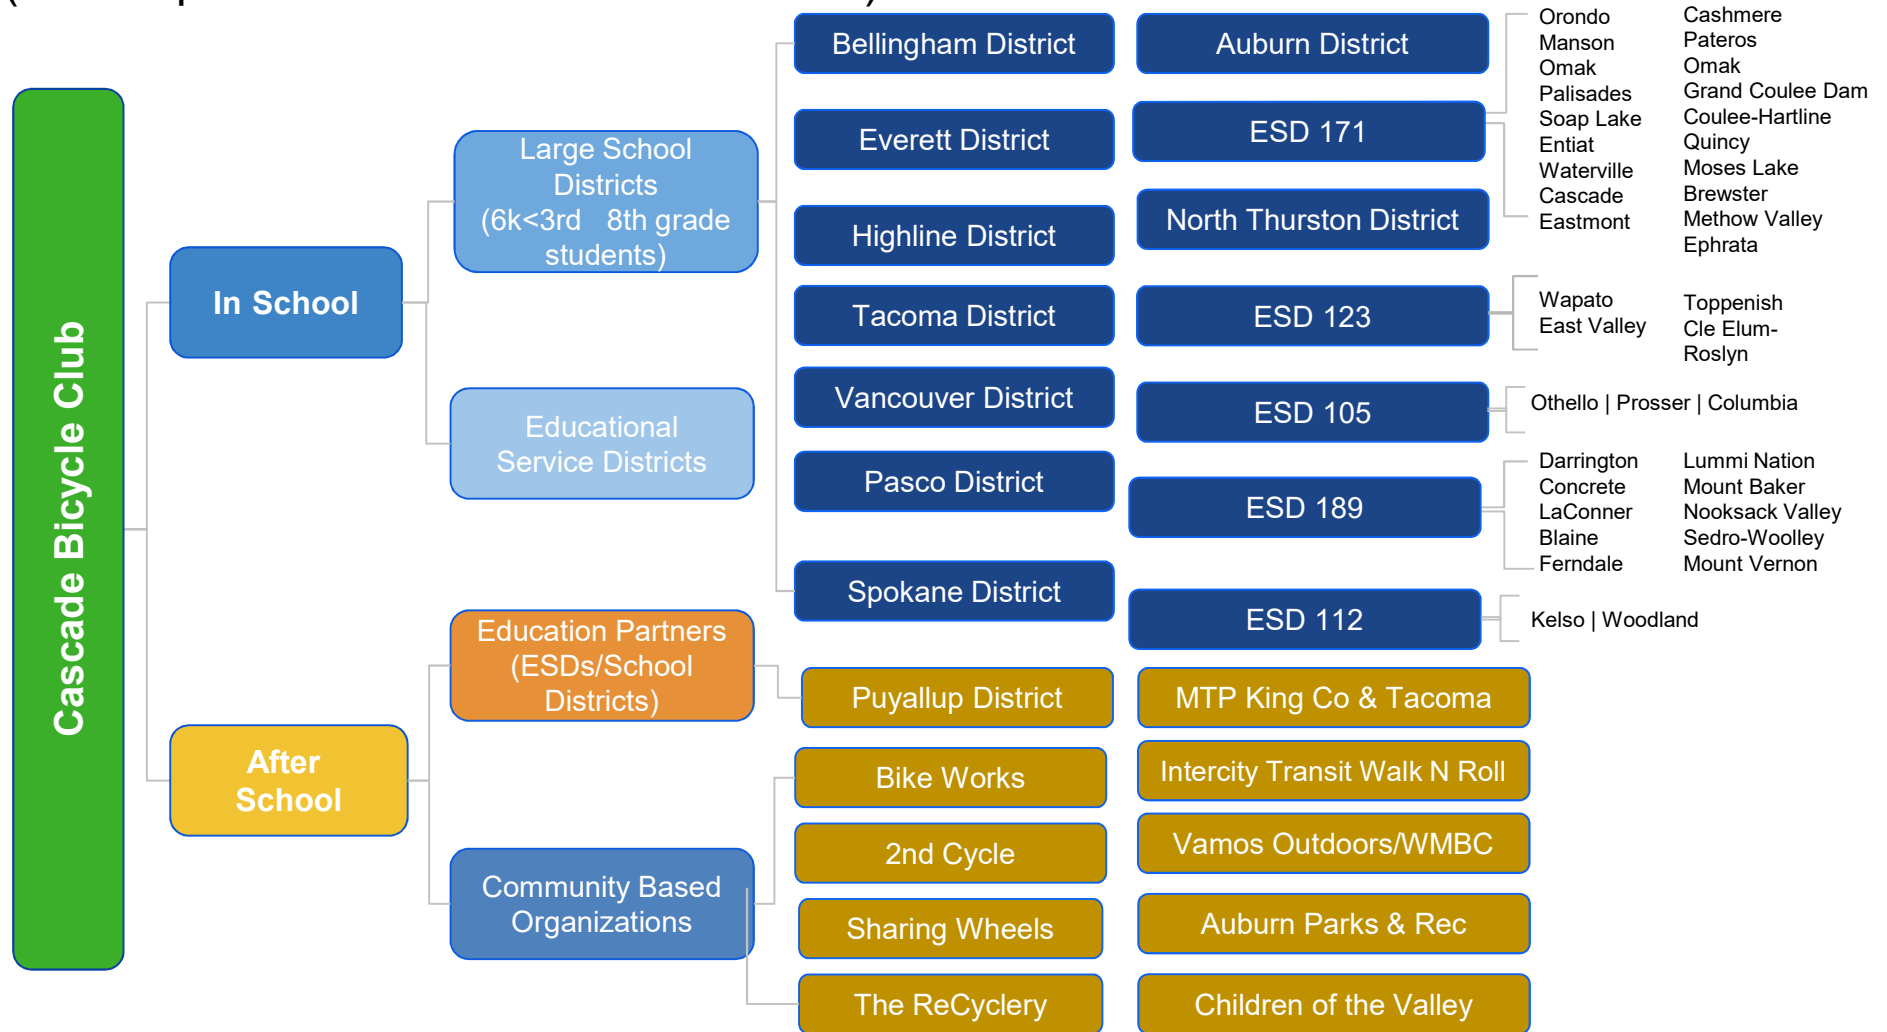 Cascade Bicycle Club
In School
After
School
Large School
Districts
(6k<3rd 8th grade
students)
Educational
Service Districts
Education Partners
(ESDs/School
Districts)
Community Based
Organizations
Bellingham District
Everett District
Highline District
Tacoma District
Vancouver District
Pasco District
Spokane District
Puyallup District
Bike Works
2nd Cycle
Sharing Wheels
The ReCyclery
Auburn District
ESD 171
North Thurston District
ESD 123
ESD 105
ESD 189
ESD 112
MTP King Co & Tacoma
Intercity Transit Walk N Roll
Vamos Outdoors/WMBC
Auburn Parks & Rec
Children of the Valley
Orondo
Manson
Omak
Palisades
Soap Lake
Entiat
Waterville
Cascade
Eastmont
Cashmere
Pateros
Omak
Grand Coulee Dam
Coulee-Hartline
Quincy
Moses Lake
Brewster
Methow Valley
Ephrata
Wapato
East Valley
Toppenish
Cle Elum-
Roslyn
Othello | Prosser | Columbia
Darrington
Concrete
LaConner
Blaine
Ferndale
Lummi Nation
Mount Baker
Nooksack Valley
Sedro-Woolley
Mount Vernon
Kelso | Woodland